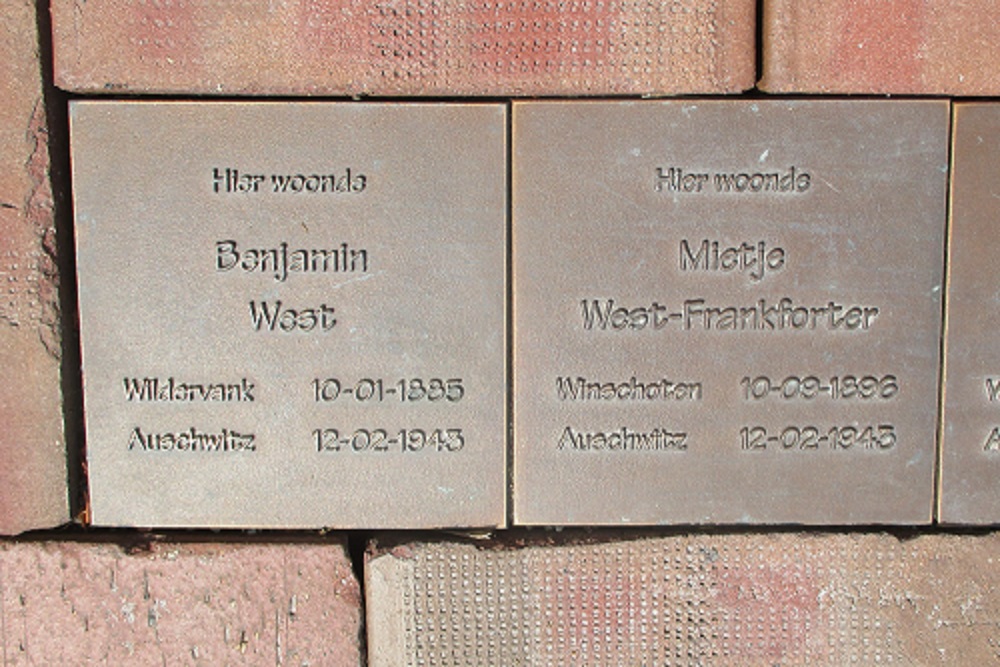 Hier woonde
Benjamin
West
Wildervank 10-01-1885
Auschwitz 12-02-1943
Hier woonde
Mietje
West-Frankforter
Winschoten 10-09-1896
Auschwitz 12-02-1943
W
A